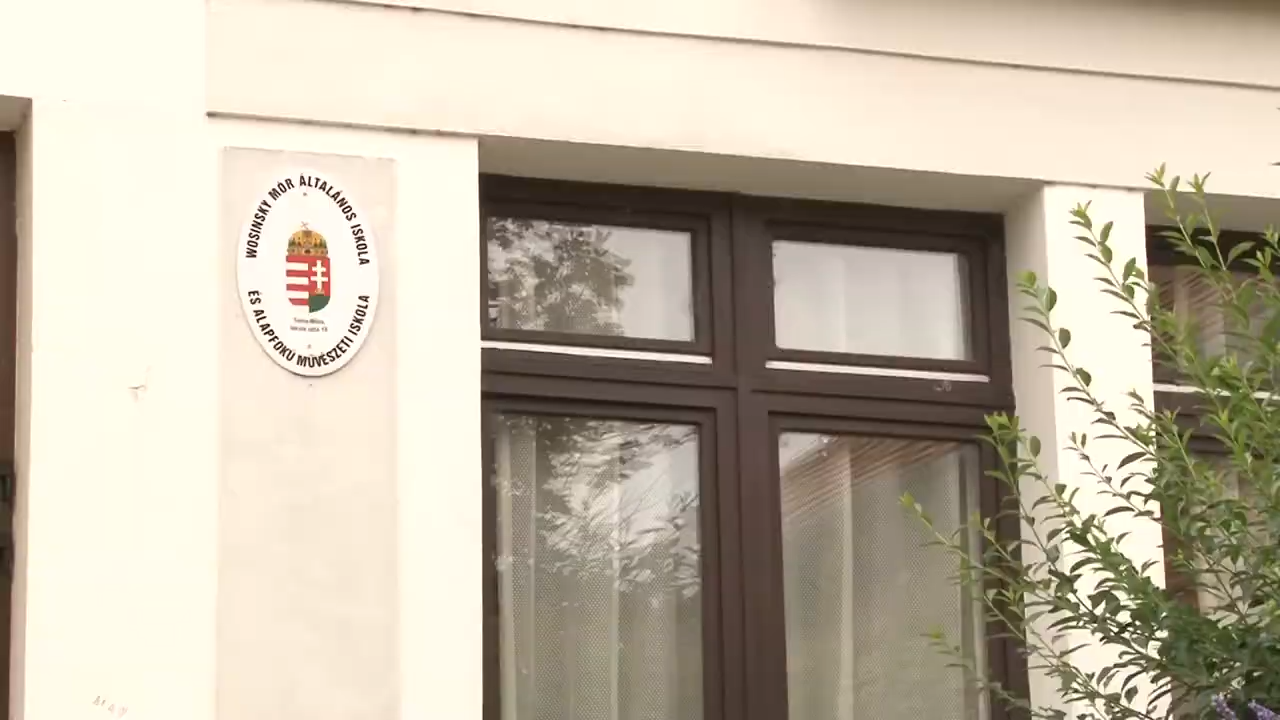 WOSINSKY MÓR ÁLTALÁNOS ISKOLA
ÉS ALAPFOKÚ MŰVÉSZETI ISKOLA